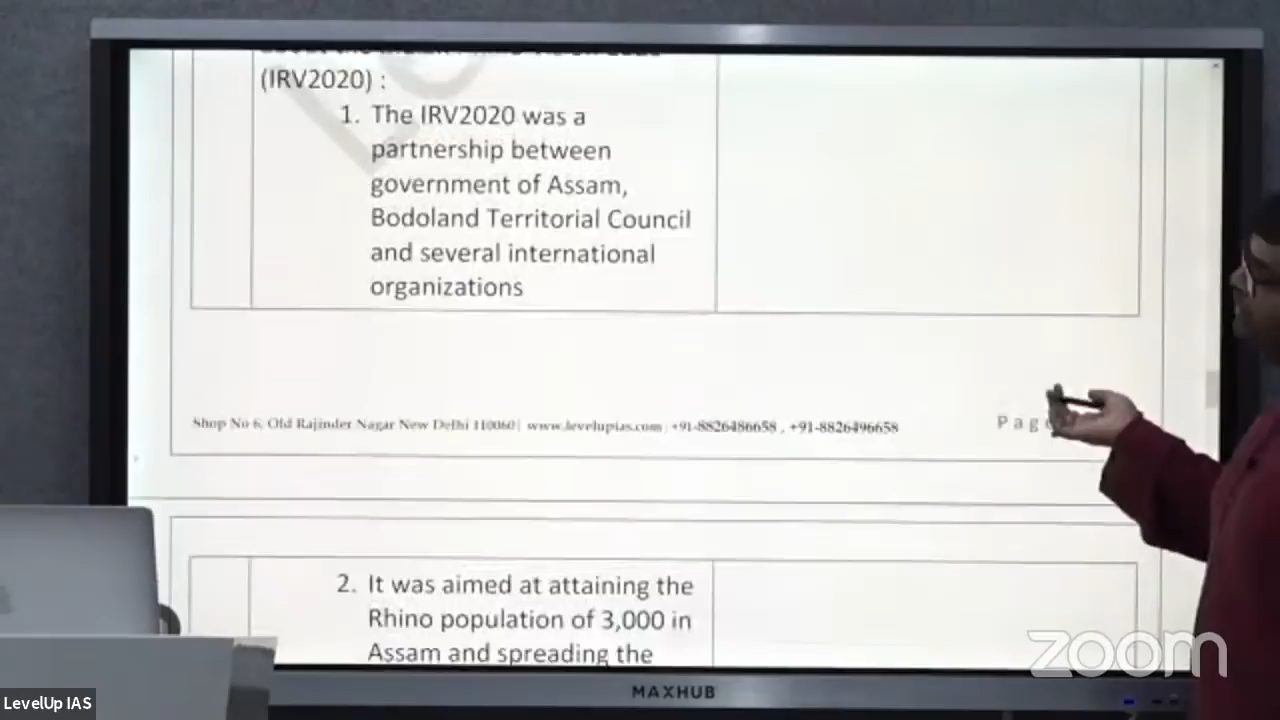 (IRV2020) :
1. The IRV2020 was a
partnership between
government of Assam,
Bodoland Territorial Council
and several international
organizations
Shop No 6, Old Rajinder Nagar New Delhi 110060 | www.levelupias.com | +91-8826486658 , +91-8826496658
Pag
2. It was aimed at attaining the
Rhino population of 3,000 in
Assam and spreading the
zoom
MAXHUB
LevelUp IAS